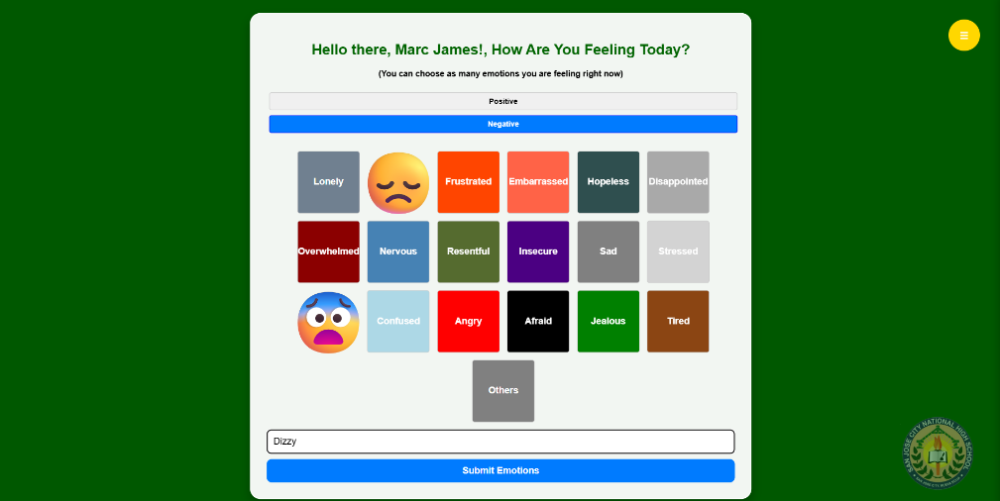 Hello there, Marc James!, How Are You Feeling Today?
(You can choose as many emotions you are feeling right now)
Positive
Negative
Lonely Frustrated Embarrassed Hopeless Disappointed
Overwhelmed Nervous Resentful Insecure Sad Stressed
Confused Angry Afraid Jealous Tired
Others
Dizzy
Submit Emotions
SAN JOSE CITY NATIONAL HIGH SCHOOL